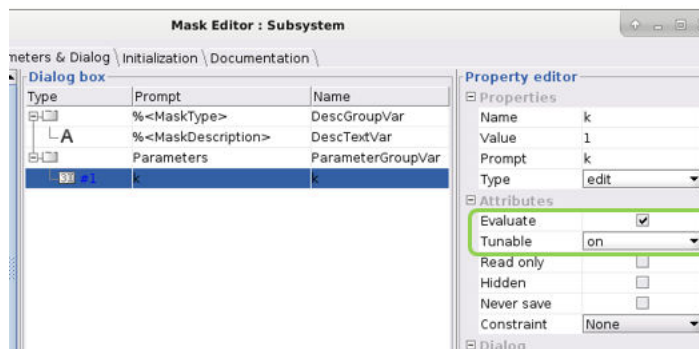 Mask Editor : Subsystem
meters & Dialog Initialization Documentation
Dialog box
Type Prompt Name
%<MaskType> DescGroupVar
A %<MaskDescription> DescTextVar
Parameters ParameterGroupVar
#1 k k
Property editor
Properties
Name k
Value 1
Prompt k
Type edit
Attributes
Evaluate
Tunable on
Read only
Hidden
Never save
Constraint None
Dialog